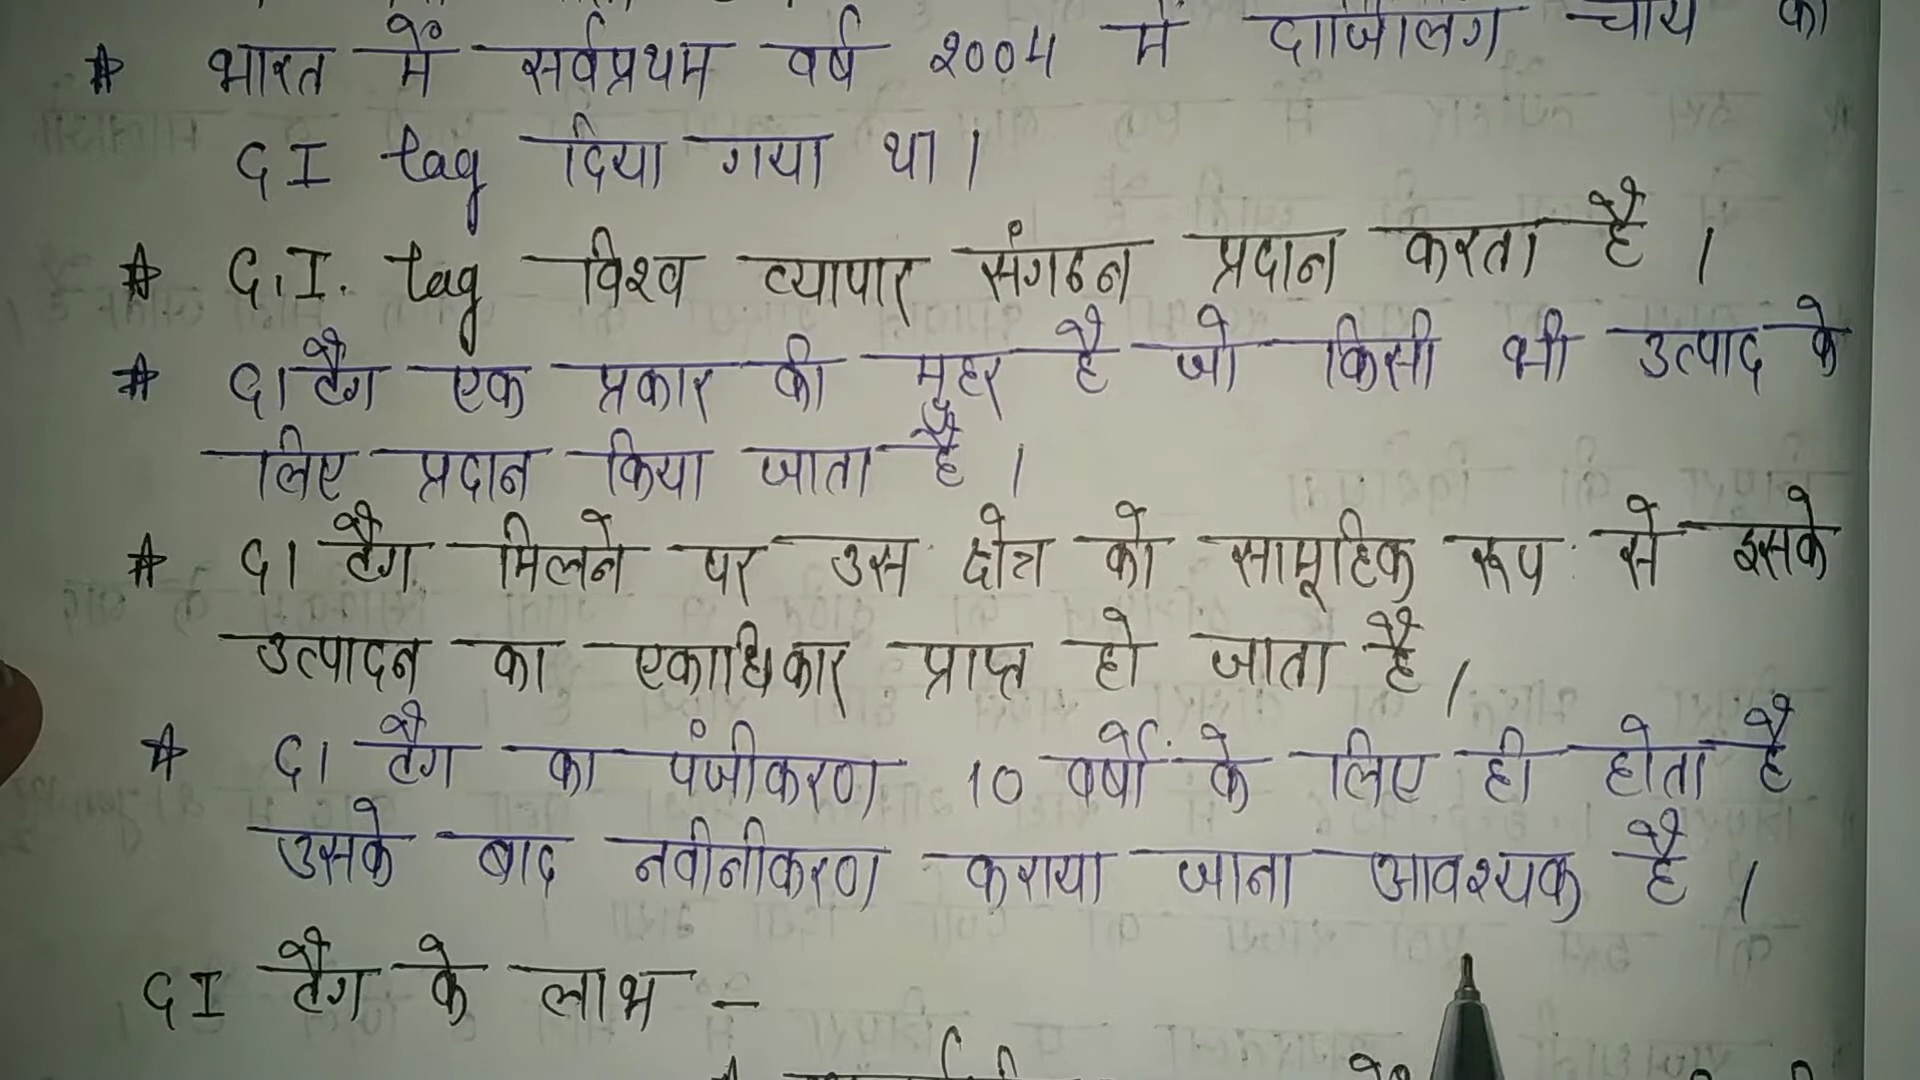 * भारत में सर्वप्रथम वर्ष 2004 में दार्जिलिंग चाय का
GI tag दिया गया था।
* G.I. tag विश्व व्यापार संगठन प्रदान करता है।
* GI टैग एक प्रकार की मुहर है जो किसी भी उत्पाद के
लिए प्रदान किया जाता है।
* GI टैग मिलने पर उस क्षेत्र को सामूहिक रूप से इसके
उत्पादन का एकाधिकार प्राप्त हो जाता है।
* GI टैग का पंजीकरण 10 वर्षों के लिए ही होता है
उसके बाद नवीनीकरण कराया जाना आवश्यक है।
GI टैग के लाभ -